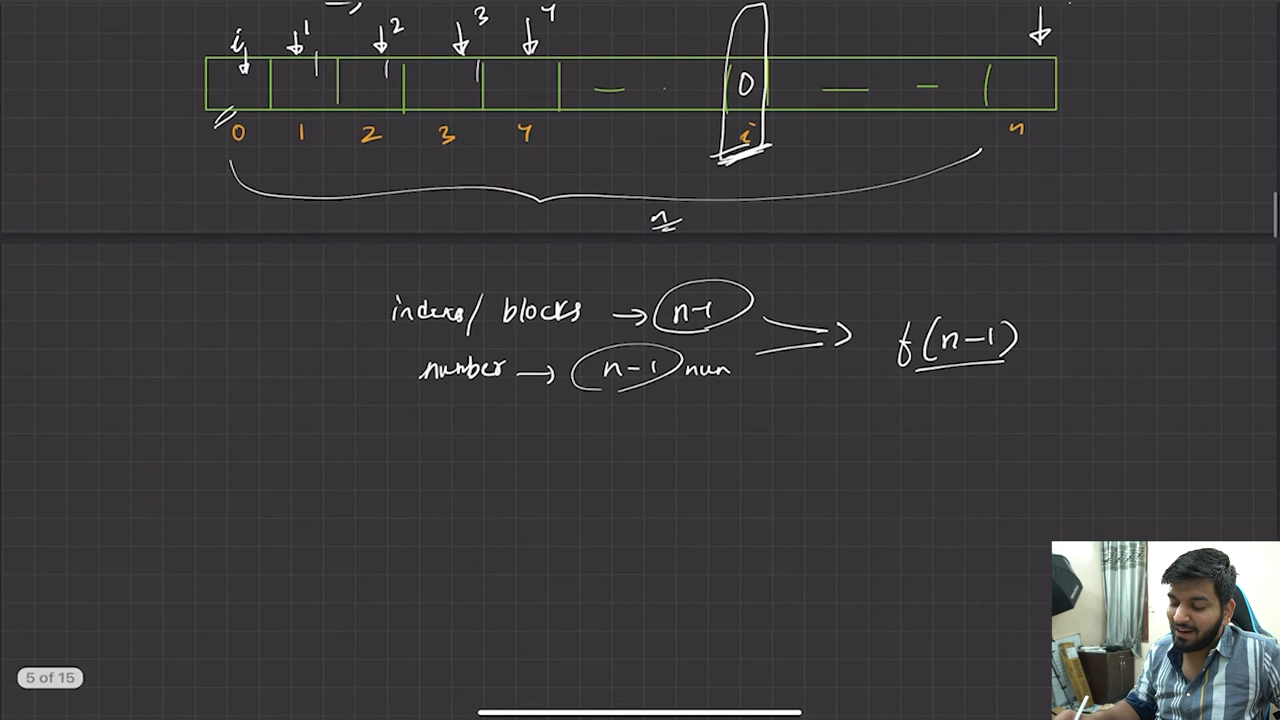 i 1 2 3 4
0
0 1 2 3 4 i n
n
indexes/ blocks → n-1
f(n-1)
number → n-1 num
5 of 15